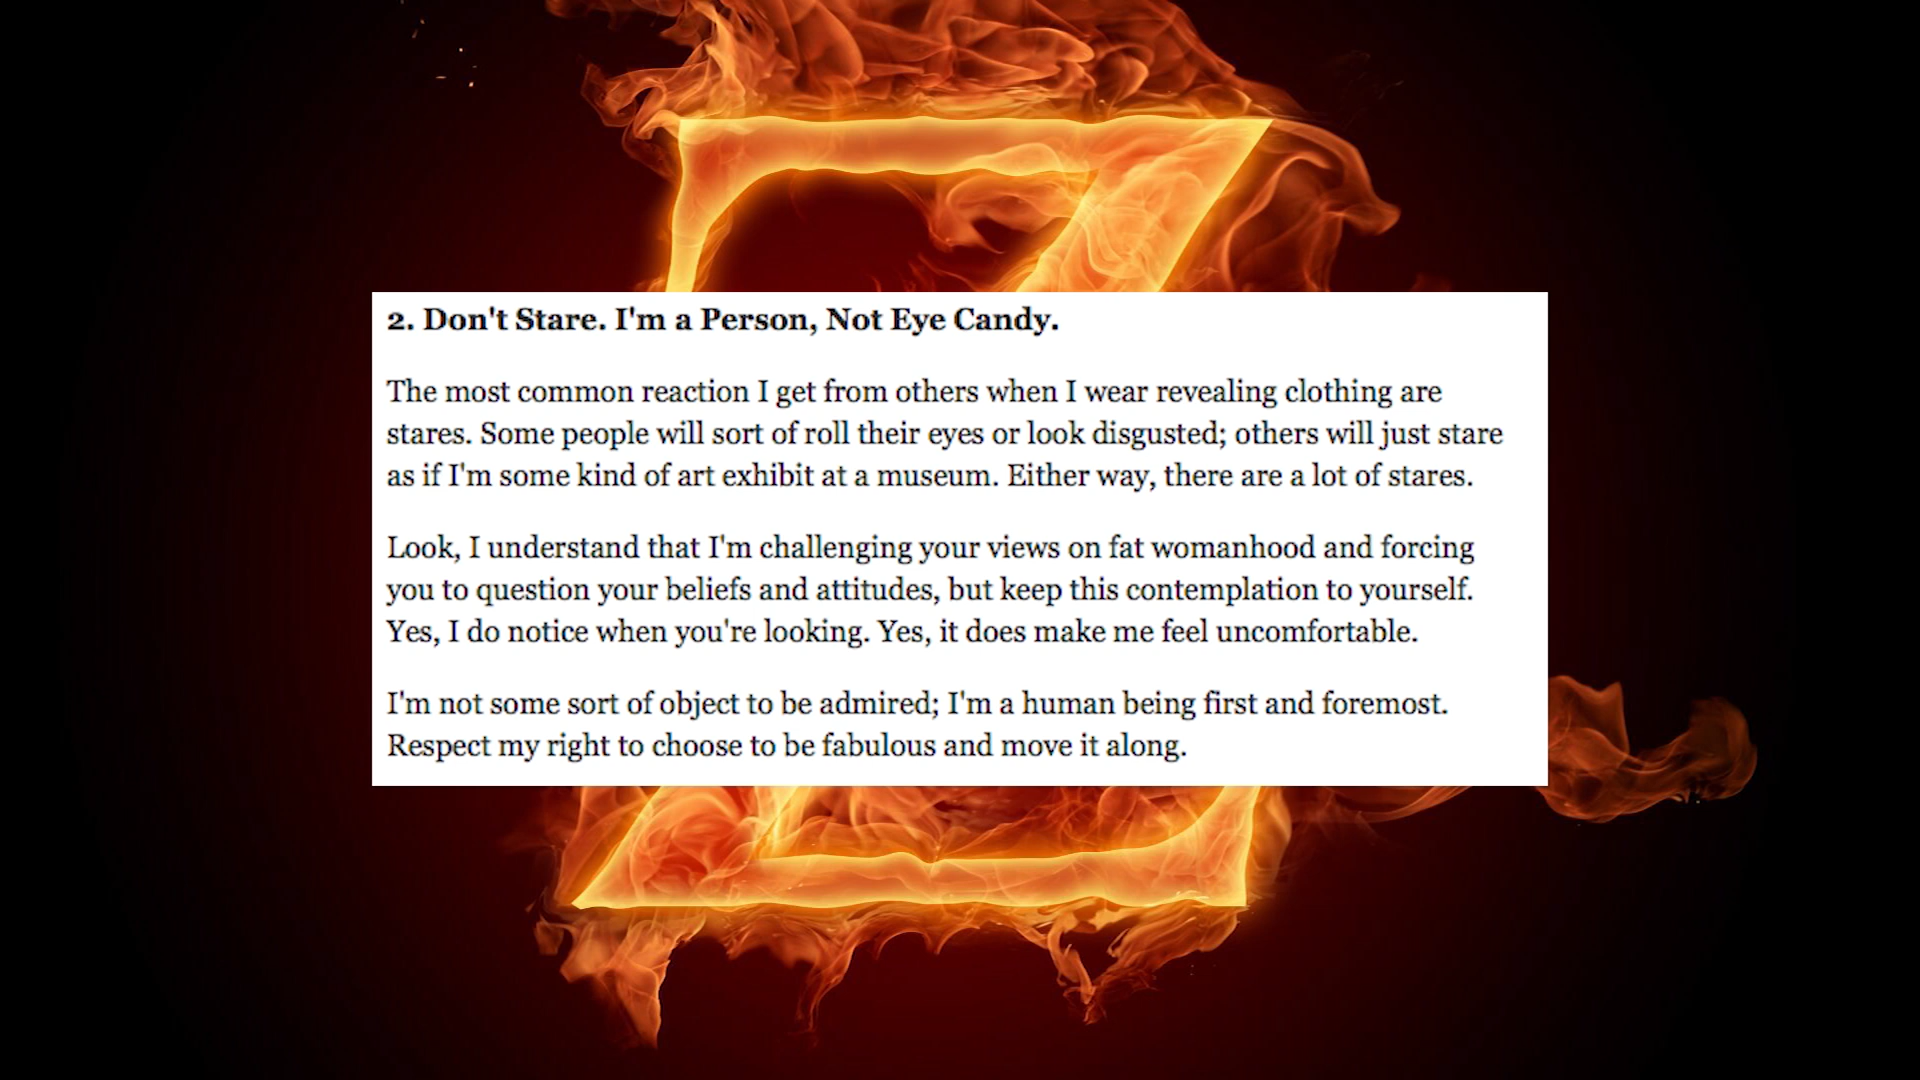 Z
2. Don't Stare. I'm a Person, Not Eye Candy.
The most common reaction I get from others when I wear revealing clothing are
stares. Some people will sort of roll their eyes or look disgusted; others will just stare
as if I'm some kind of art exhibit at a museum. Either way, there are a lot of stares.
Look, I understand that I'm challenging your views on fat womanhood and forcing
you to question your beliefs and attitudes, but keep this contemplation to yourself.
Yes, I do notice when you're looking. Yes, it does make me feel uncomfortable.
I'm not some sort of object to be admired; I'm a human being first and foremost.
Respect my right to choose to be fabulous and move it along.